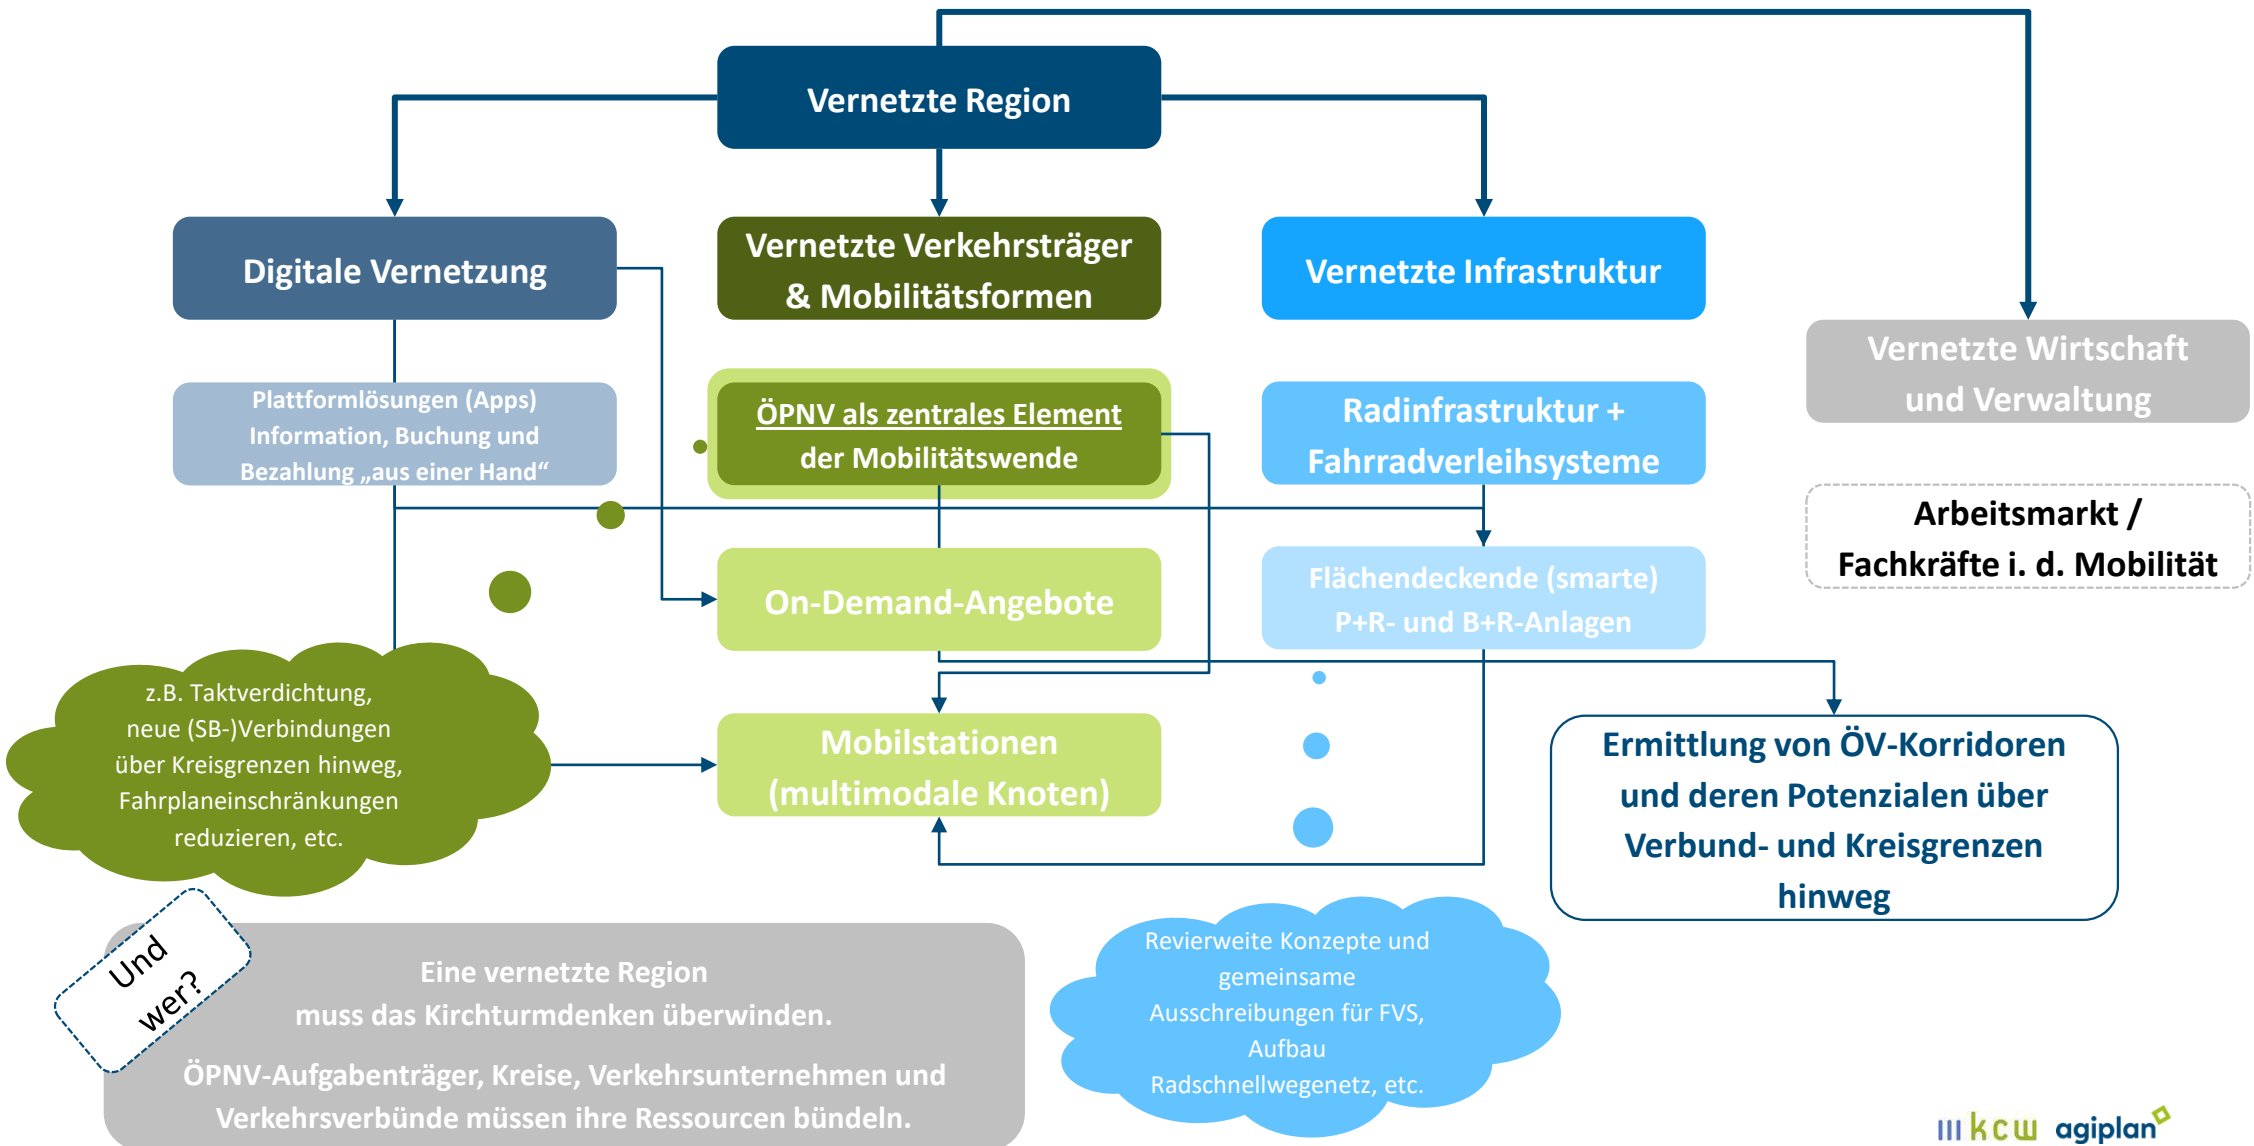 Vernetzte Region
Digitale Vernetzung
Vernetzte Verkehrsträger
& Mobilitätsformen
Vernetzte Infrastruktur
Vernetzte Wirtschaft
und Verwaltung
Plattformlösungen (Apps)
Information, Buchung und
Bezahlung „aus einer Hand“
ÖPNV als zentrales Element
der Mobilitätswende
Radinfrastruktur +
Fahrradverleihsysteme
Arbeitsmarkt /
Fachkräfte i. d. Mobilität
On-Demand-Angebote
Flächendeckende (smarte)
P+R- und B+R-Anlagen
z.B. Taktverdichtung,
neue (SB-)Verbindungen
über Kreisgrenzen hinweg,
Fahrplaneinschränkungen
reduzieren, etc.
Mobilstationen
(multimodale Knoten)
Ermittlung von ÖV-Korridoren
und deren Potenzialen über
Verbund- und Kreisgrenzen
hinweg
Und
wer?
Eine vernetzte Region
muss das Kirchturmdenken überwinden.
ÖPNV-Aufgabenträger, Kreise, Verkehrsunternehmen und
Verkehrsverbünde müssen ihre Ressourcen bündeln.
Revierweite Konzepte und
gemeinsame
Ausschreibungen für FVS,
Aufbau
Radschnellwegenetz, etc.
kcw agiplan